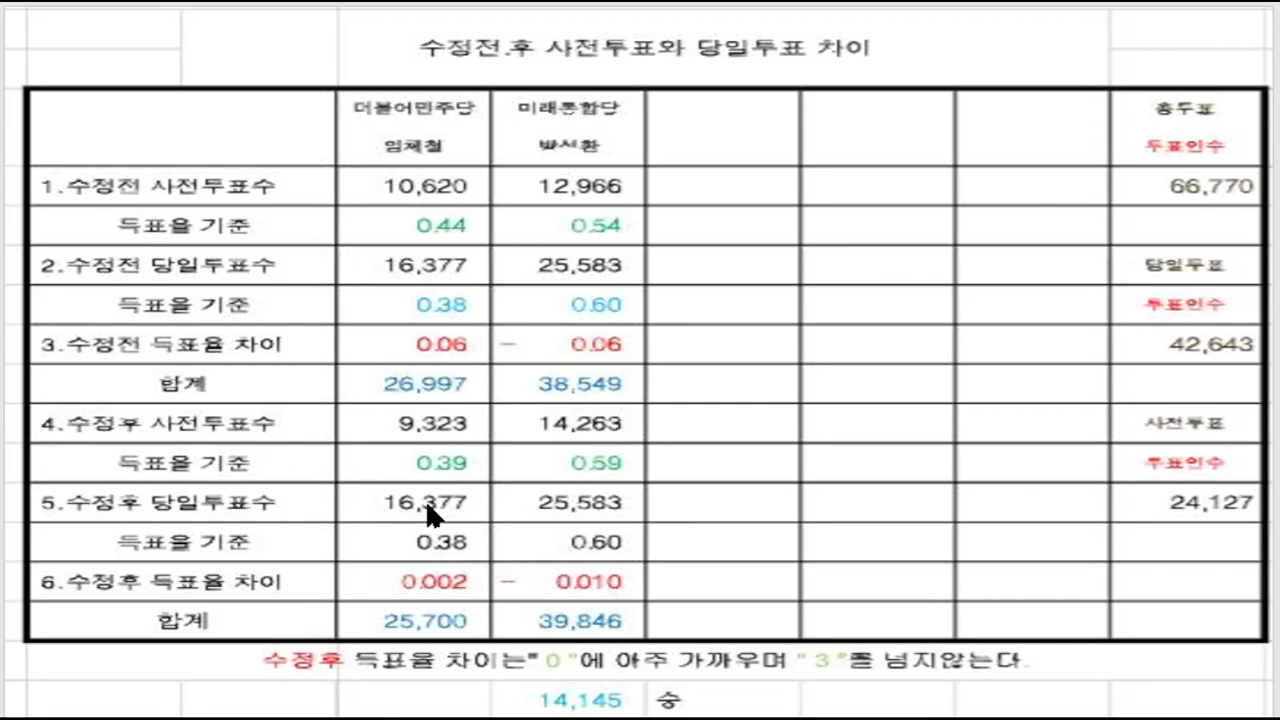 수정전.후 사전투표와 당일투표 차이
더불어민주당 미래통합당 총투표
임체철 박서환 투표인수
1.수정전 사전투표수 10,620 12,966 66,770
득표율 기준 0.44 0.54
2.수정전 당일투표수 16,377 25,583 당일투표
득표율 기준 0.38 0.60 투표인수
3.수정전 득표율 차이 0.06 - 0.06 42,643
합계 26,997 38,549
4.수정후 사전투표수 9,323 14,263 사전투표
득표율 기준 0.39 0.59 투표인수
5.수정후 당일투표수 16,377 25,583 24,127
득표율 기준 0.38 0.60
6.수정후 득표율 차이 0.002 - 0.010
합계 25,700 39,846
수정후 득표율 차이는"0"에 아주 가까우며 "3"를 넘지않는다.
14,145 승